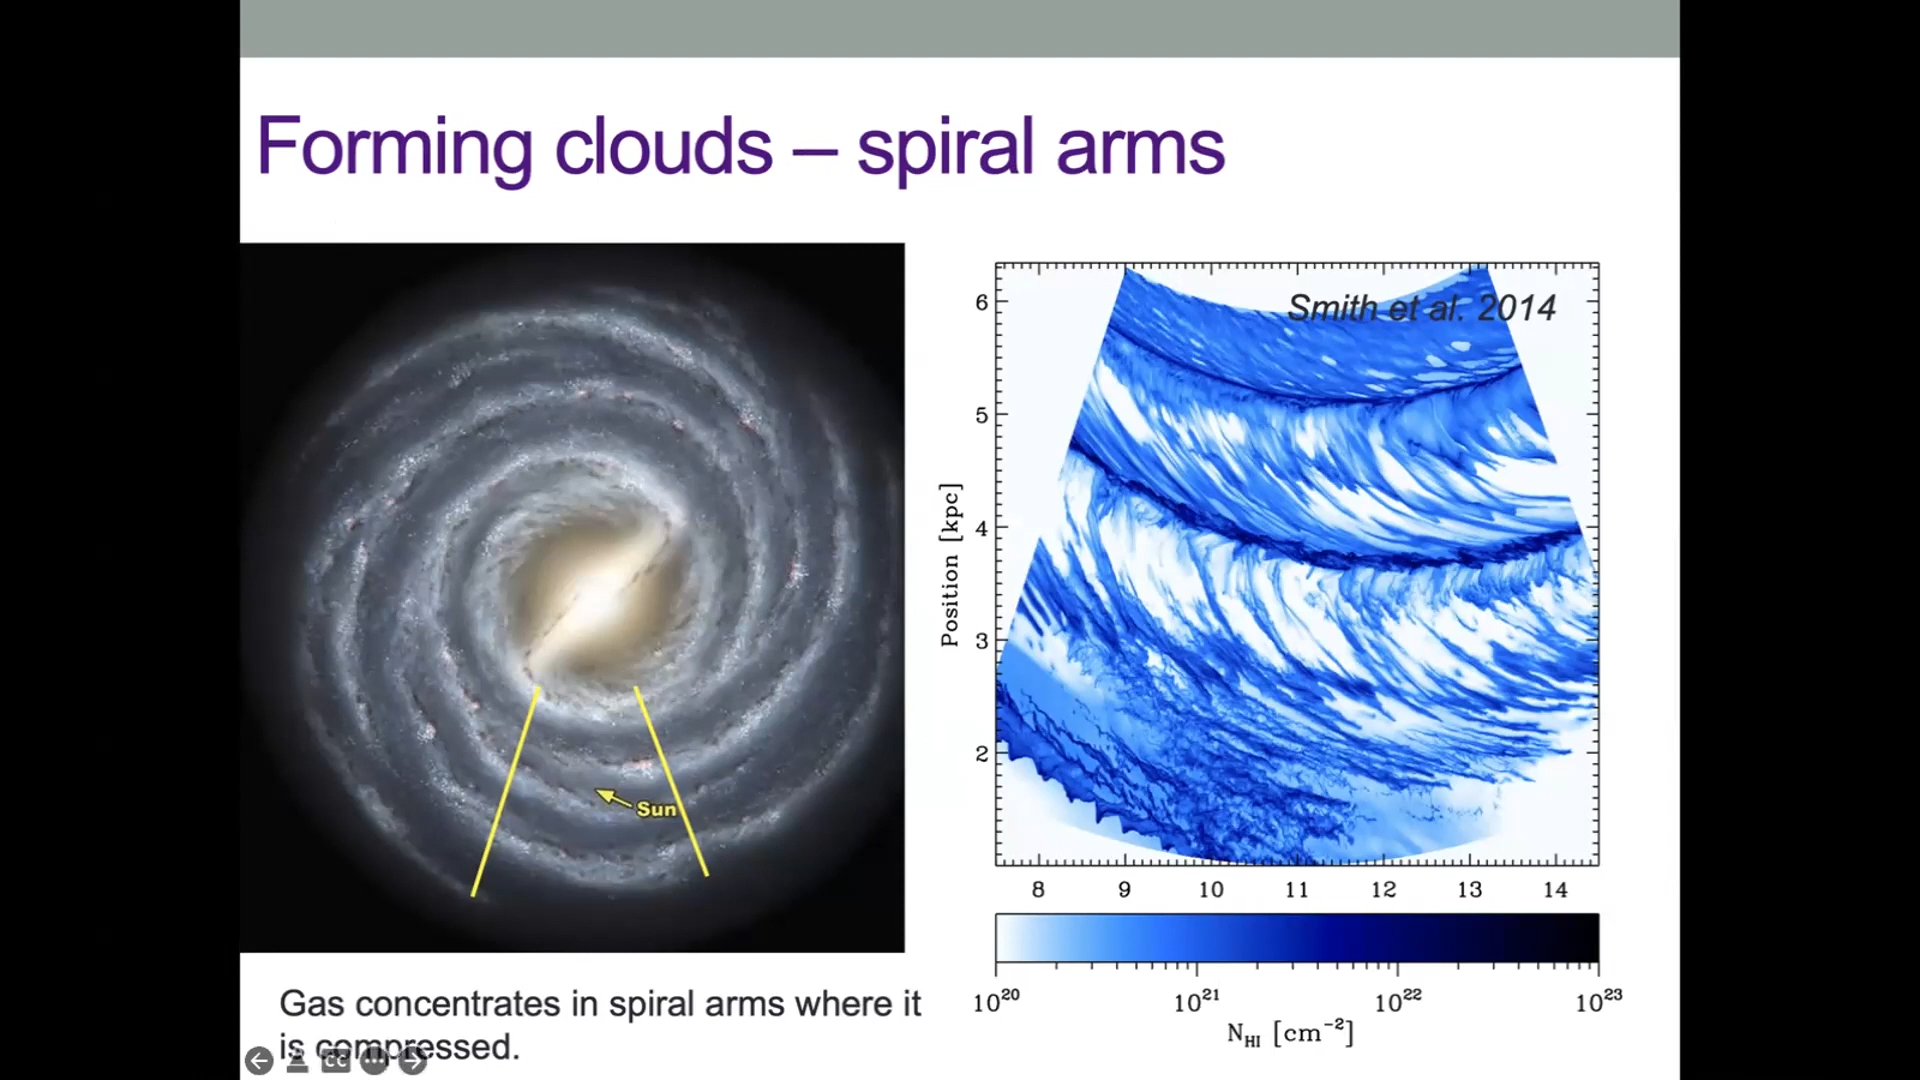 Forming clouds – spiral arms
Smith et al. 2014
Sun
Position [kpc]
6
5
4
3
2
8 9 10 11 12 13 14
10²⁰ 10²¹ 10²² 10²³
N_HI [cm⁻²]
Gas concentrates in spiral arms where it
is compressed.
CC